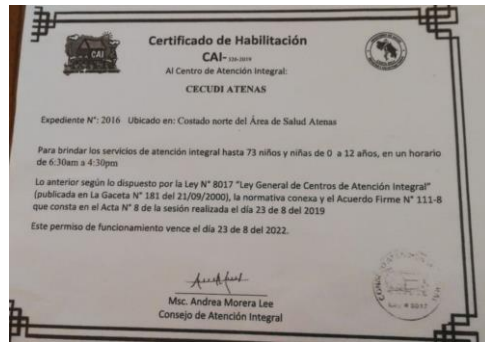 CAI
Certificado de Habilitación
CAI-
Al Centro de Atención Integral:
CECUDI ATENAS
Expediente N°: 2016 Ubicado en: Costado norte del Área de Salud Atenas
Para brindar los servicios de atención integral hasta 73 niños y niñas de 0 a 12 años, en un horario
de 6:30am a 4:30pm
Lo anterior según lo dispuesto por la Ley N° 8017 "Ley General de Centros de Atención Integral"
(publicada en La Gaceta N° 181 del 21/09/2000), la normativa conexa y el Acuerdo Firme N° 111-8
que consta en el Acta N° 8 de la sesión realizada el día 23 de 8 del 2019
Este permiso de funcionamiento vence el día 23 de 8 del 2022.
Msc. Andrea Morera Lee
Consejo de Atención Integral